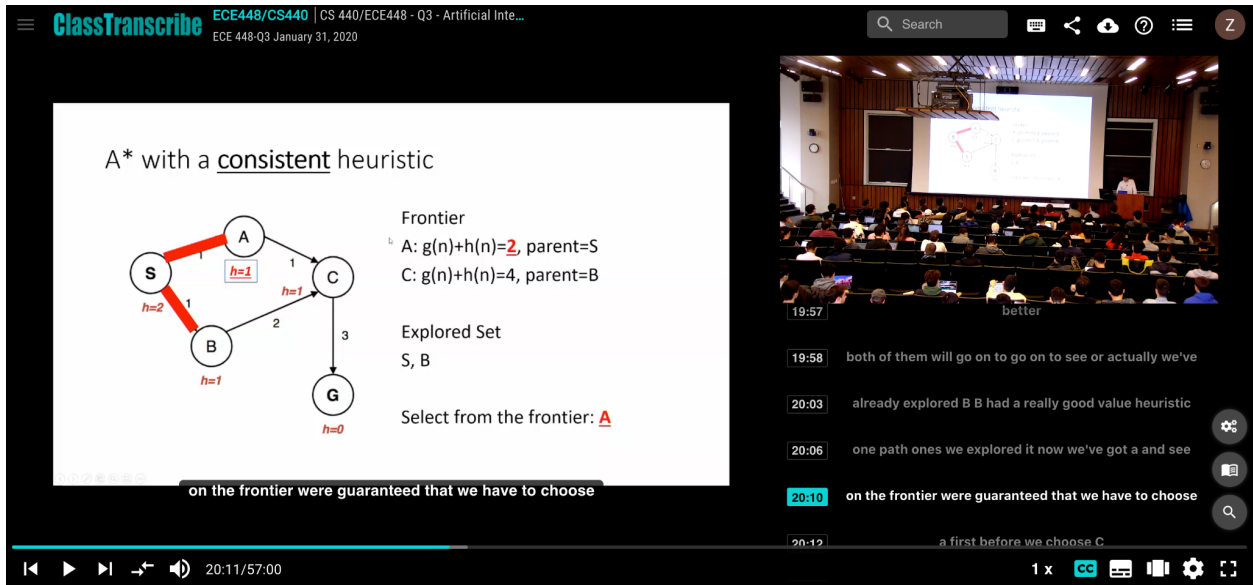 ClassTranscribe
ECE448/CS440 | CS 440/ECE448 - Q3 - Artificial Inte...
ECE 448-Q3 January 31, 2020
Search
Z
A* with a consistent heuristic
A
1
h=1
S
h=2
1
1
C
h=1
2
B
h=1
3
G
h=0
Frontier
A: g(n)+h(n)=2, parent=S
C: g(n)+h(n)=4, parent=B
Explored Set
S, B
Select from the frontier: A
on the frontier were guaranteed that we have to choose
19:57 better
19:58 both of them will go on to go on to see or actually we've
20:03 already explored B B had a really good value heuristic
20:06 one path ones we explored it now we've got a and see
20:10 on the frontier were guaranteed that we have to choose
20:12 a first before we choose C
20:11/57:00
1 x
CC